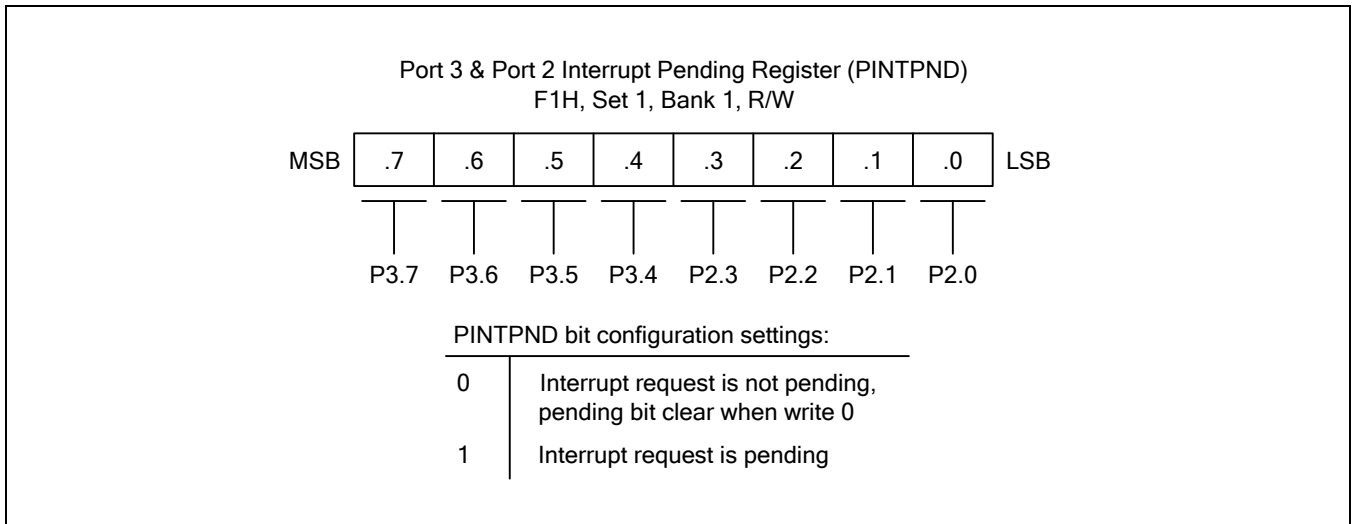 Port 3 & Port 2 Interrupt Pending Register (PINTPND)
F1H, Set 1, Bank 1, R/W
MSB .7 .6 .5 .4 .3 .2 .1 .0 LSB
P3.7 P3.6 P3.5 P3.4 P2.3 P2.2 P2.1 P2.0
PINTPND bit configuration settings:
0 Interrupt request is not pending,
pending bit clear when write 0
1 Interrupt request is pending